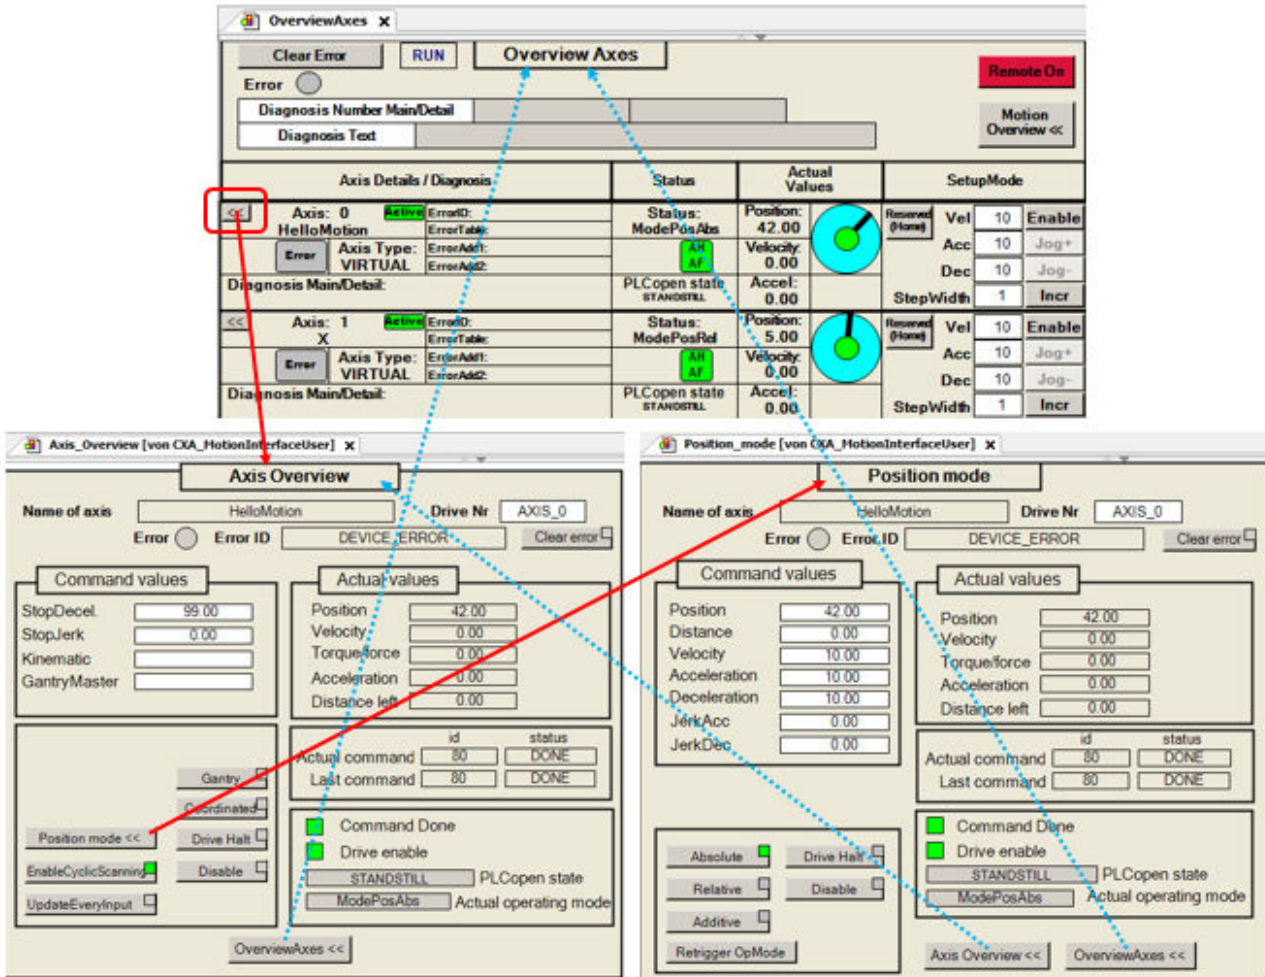 OverviewAxes X
Clear Error RUN Overview Axes
Remote On
Error
Diagnosis Number Main/Detail
Motion Overview <<
Diagnosis Text
Axis Details / Diagnosis Status Actual Values SetupMode
<< Axis: 0 Active ErrorID: Status: Position: Reserved (Home) Vel 10 Enable
HelloMotion ErrorTable: ModePosAbs 42.00 Acc 10 Jog+
Error Axis Type: ErrorAdd1: AH Velocity: Dec 10 Jog-
VIRTUAL ErrorAdd2: AF 0.00
Diagnosis Main/Detail: PLCopen state Accel: StepWidth 1 Incr
STANDSTILL 0.00
<< Axis: 1 Active ErrorID: Status: Position: Reserved (Home) Vel 10 Enable
X ErrorTable: ModePosRel 5.00 Acc 10 Jog+
Error Axis Type: ErrorAdd1: AH Velocity: Dec 10 Jog-
VIRTUAL ErrorAdd2: AF 0.00
Diagnosis Main/Detail: PLCopen state Accel: StepWidth 1 Incr
STANDSTILL 0.00
Axis_Overview [von CXA_MotionInterfaceUser] X
Axis Overview
Name of axis HelloMotion Drive Nr AXIS_0
Error Error ID DEVICE_ERROR Clear error
Command values Actual values
StopDecel. 99.00 Position 42.00
StopJerk 0.00 Velocity 0.00
Kinematic Torque/force 0.00
GantryMaster Acceleration 0.00
Distance left 0.00
id status
Actual command 80 DONE
Gantry Last command 80 DONE
Coordinated
Position mode << Drive Halt Command Done
EnableCyclicScanning Disable Drive enable
STANDSTILL PLCopen state
UpdateEveryInput ModePosAbs Actual operating mode
OverviewAxes <<
Position_mode [von CXA_MotionInterfaceUser] X
Position mode
Name of axis HelloMotion Drive Nr AXIS_0
Error Error ID DEVICE_ERROR Clear error
Command values Actual values
Position 42.00 Position 42.00
Distance 0.00 Velocity 0.00
Velocity 10.00 Torque/force 0.00
Acceleration 10.00 Acceleration 0.00
Deceleration 10.00 Distance left 0.00
JerkAcc 0.00
JerkDec 0.00
id status
Actual command 80 DONE
Last command 80 DONE
Command Done
Absolute Drive Halt Drive enable
Relative Disable STANDSTILL PLCopen state
Additive ModePosAbs Actual operating mode
Retrigger OpMode Axis Overview << OverviewAxes <<